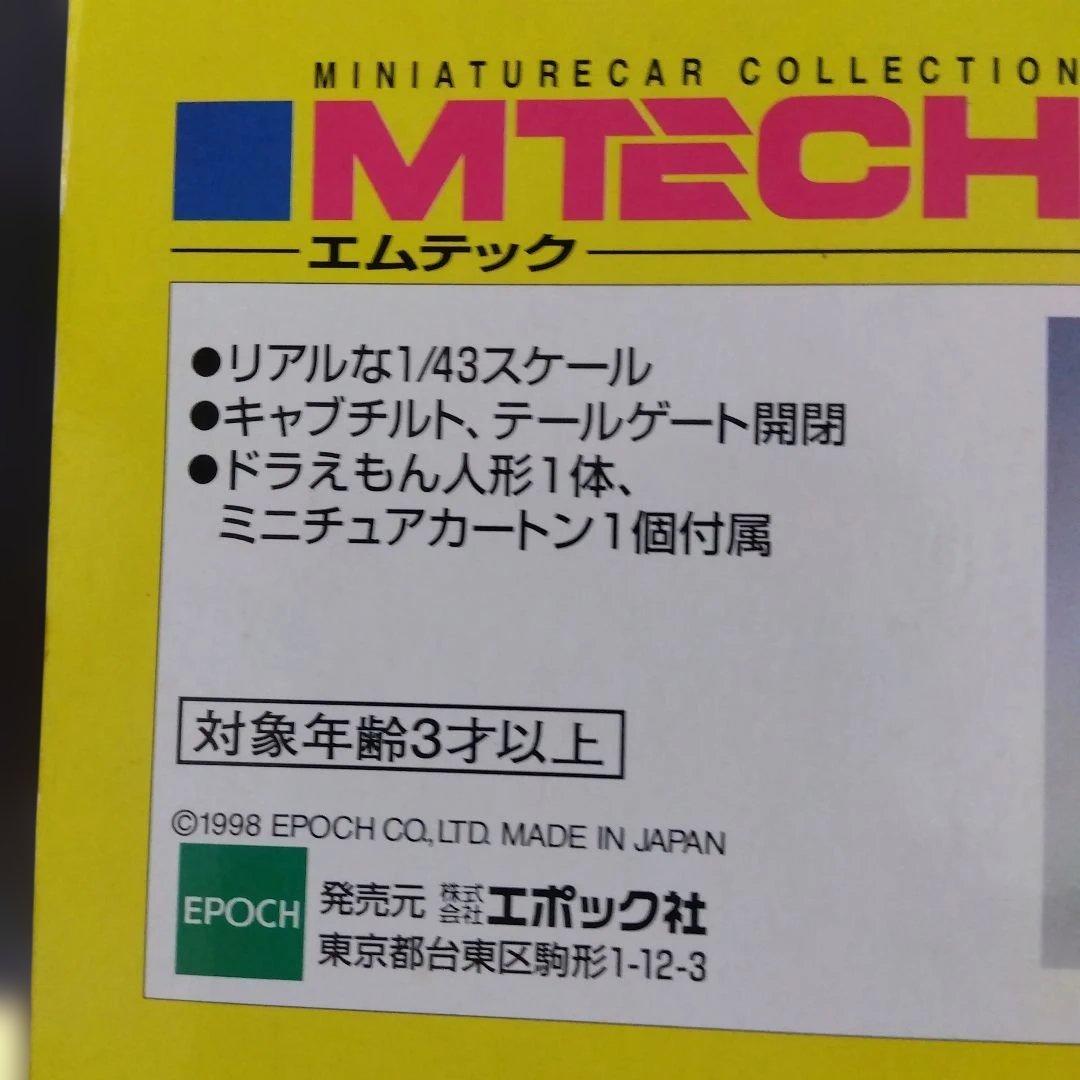 MINIATURECAR COLLECTION
MTECH
エムテック
●リアルな1/43スケール
●キャブチルト、テールゲート開閉
●ドラえもん人形1体、
ミニチュアカートン1個付属
対象年齢3才以上
©1998 EPOCH CO.,LTD. MADE IN JAPAN
EPOCH 発売元 株式会社エポック社
東京都台東区駒形1-12-3